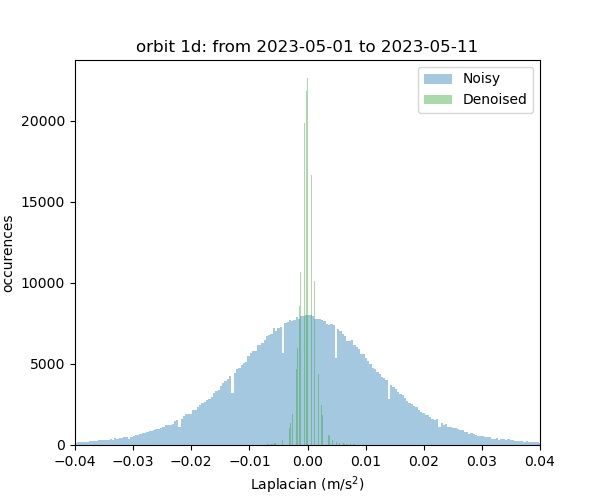 orbit 1d: from 2023-05-01 to 2023-05-11
Noisy
Denoised
occurences
20000
15000
10000
5000
0
−0.04 −0.03 −0.02 −0.01 0.00 0.01 0.02 0.03 0.04
Laplacian (m/s²)